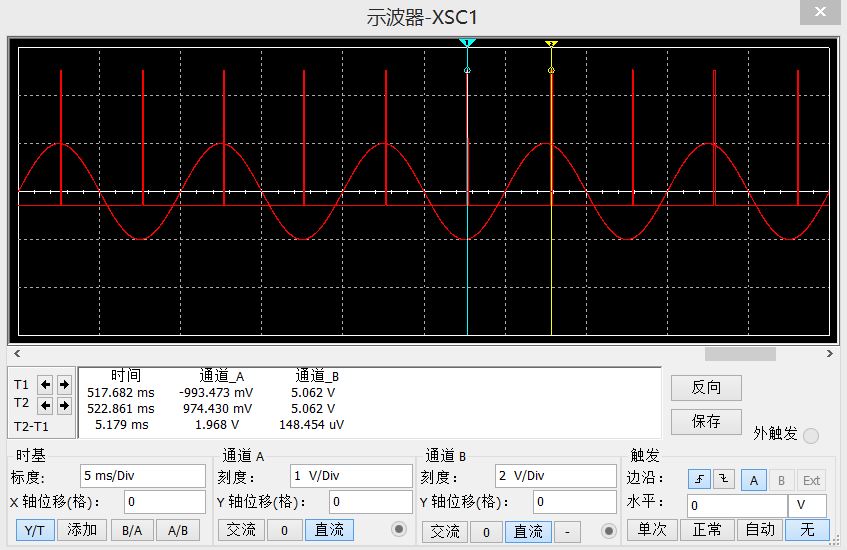 示波器-XSC1
1
2
时间 通道_A 通道_B
T1 517.682 ms -993.473 mV 5.062 V
T2 522.861 ms 974.430 mV 5.062 V
T2-T1 5.179 ms 1.968 V 148.454 uV
反向
保存
外触发
时基 通道 A 通道 B 触发
标度: 5 ms/Div 刻度: 1 V/Div 刻度: 2 V/Div 边沿: A B Ext
X 轴位移(格): 0 Y 轴位移(格): 0 Y 轴位移(格): 0 水平: 0 V
Y/T 添加 B/A A/B 交流 0 直流 交流 0 直流 - 单次 正常 自动 无